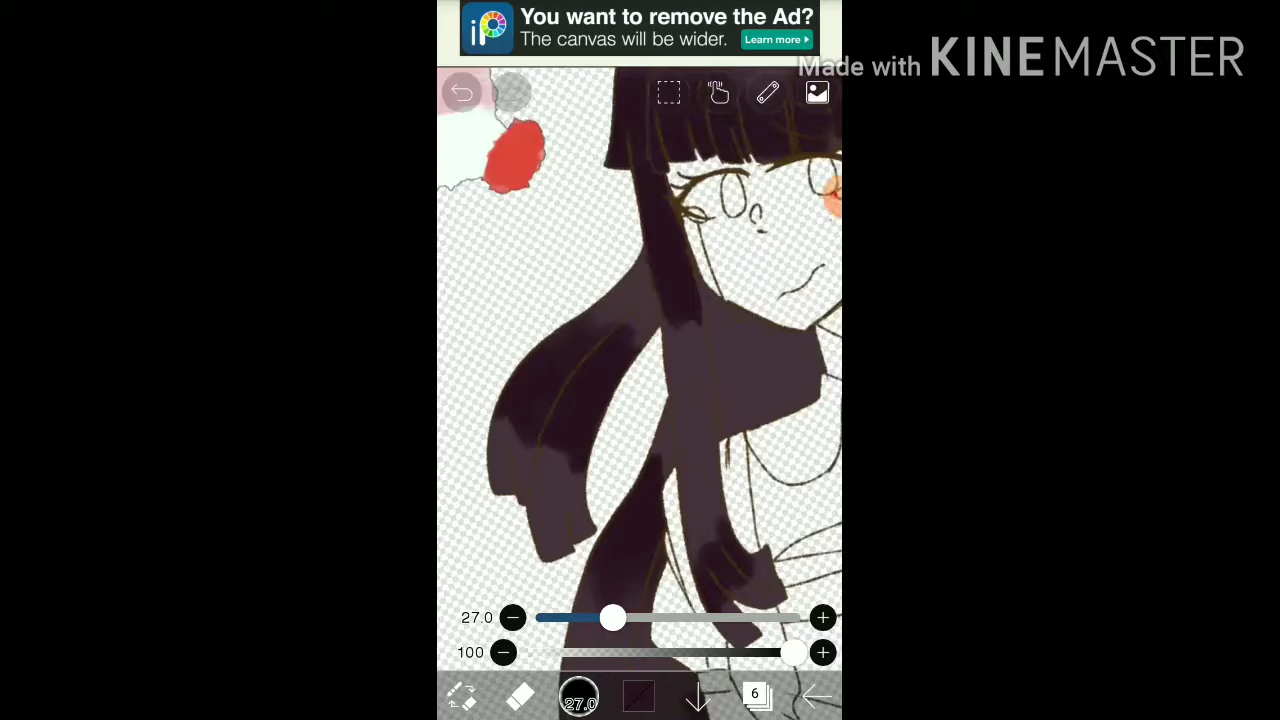 iP
You want to remove the Ad?
The canvas will be wider.
Learn more
Made with KINEMASTER
27.0
100
27.0
6